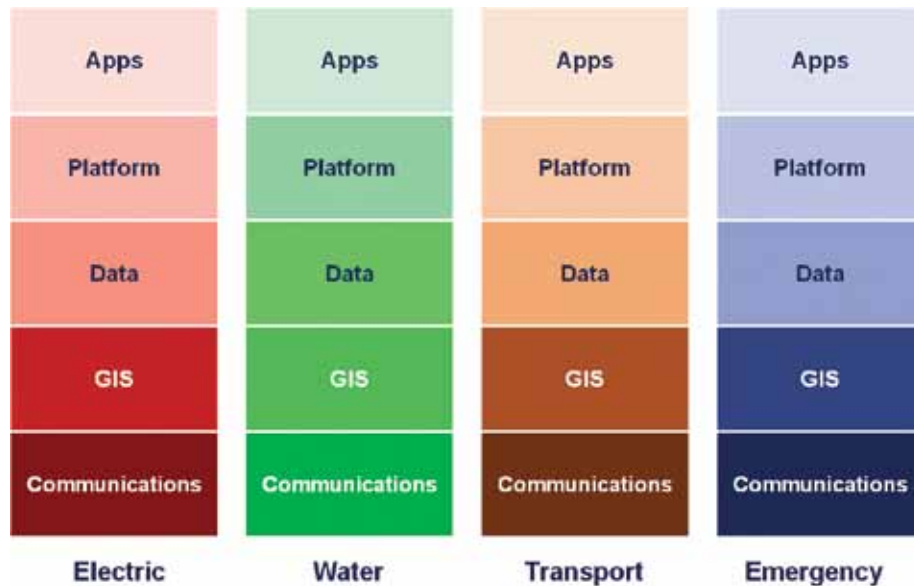 Apps Apps Apps Apps
Platform Platform Platform Platform
Data Data Data Data
GIS GIS GIS GIS
Communications Communications Communications Communications
Electric Water Transport Emergency